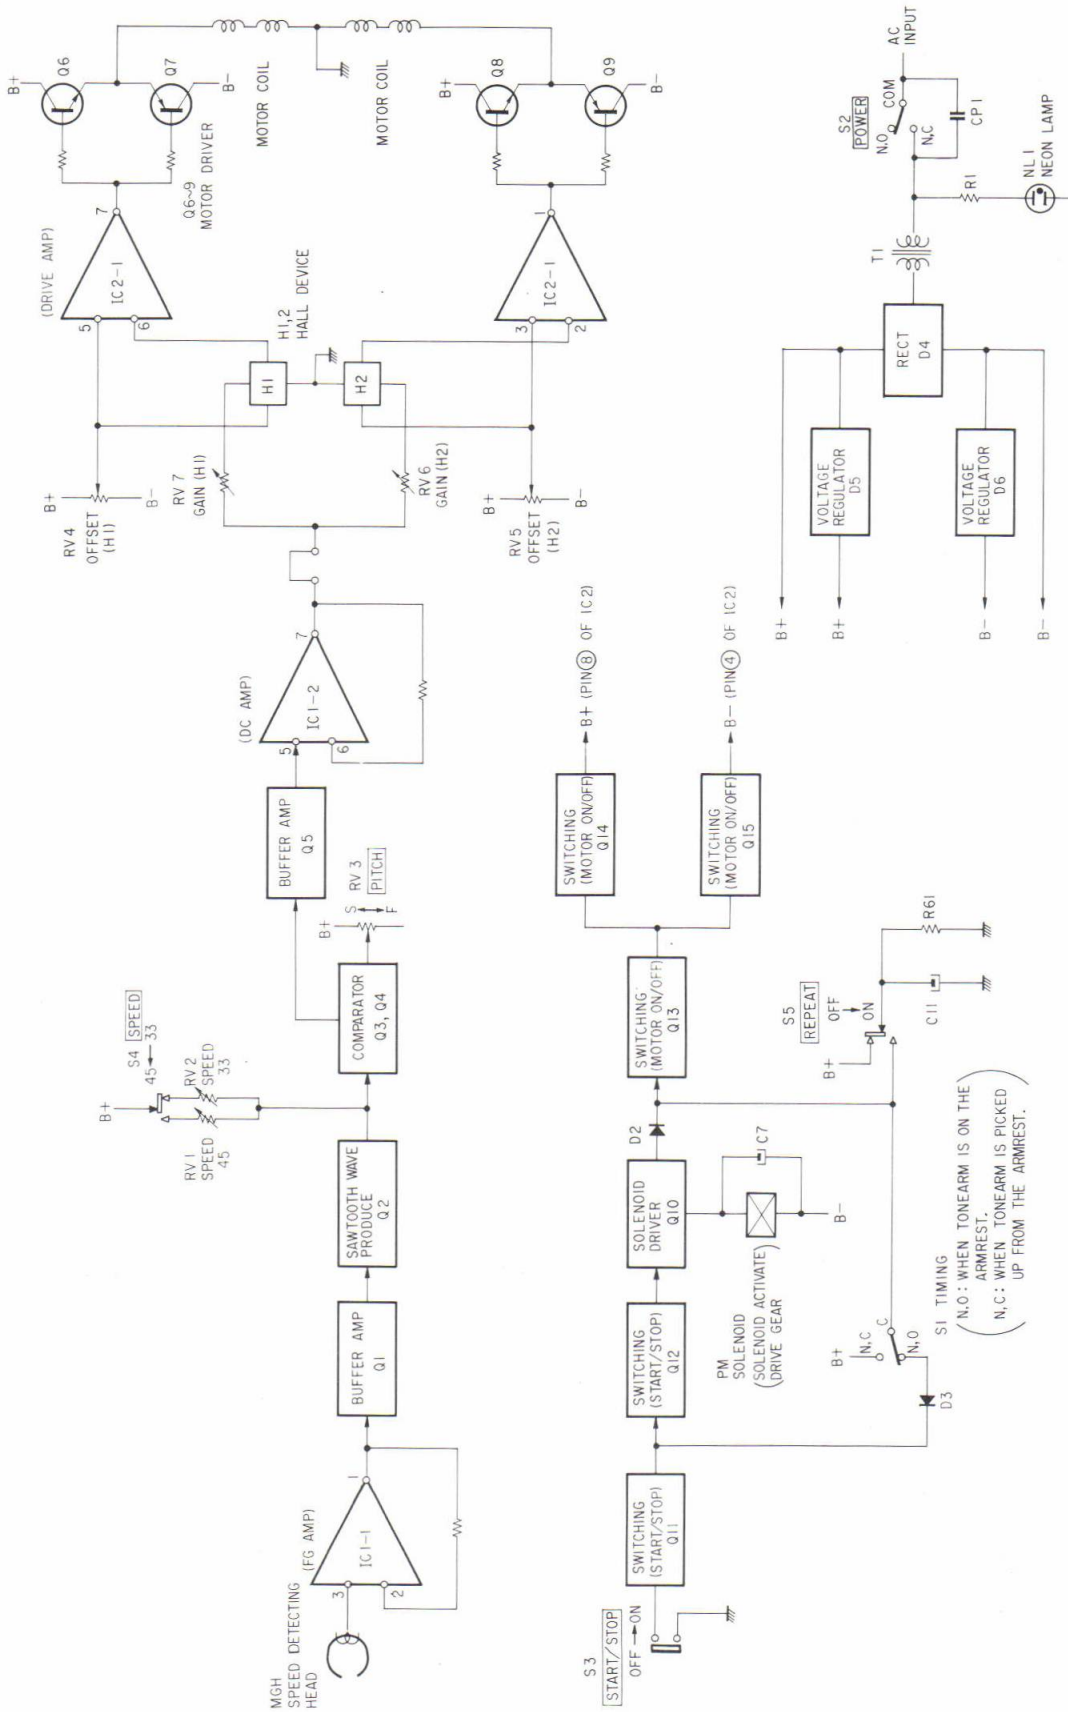 MGH
SPEED DETECTING
HEAD
3
2
(FG AMP)
IC1-1
1
BUFFER AMP
Q1
SAWTOOTH WAVE
PRODUCE
Q2
RV1
SPEED
45
RV2
SPEED
33
B+
S4 SPEED
45 33
COMPARATOR
Q3, Q4
B+
S F
RV3
PITCH
BUFFER AMP
Q5
(DC AMP)
5
6
IC1-2
7
RV4
OFFSET
(H1)
B+
B-
RV7
GAIN (H1)
RV6
GAIN (H2)
RV5
OFFSET
(H2)
B+
B-
H1
H2
H1,2
HALL DEVICE
(DRIVE AMP)
5
6
IC2-1
7
3
2
IC2-1
1
Q6~9
MOTOR DRIVER
B+
Q6
Q7
B-
MOTOR COIL
MOTOR COIL
B+
Q8
Q9
B-
S3
START/STOP
OFF ON
SWITCHING
(START/STOP)
Q11
SWITCHING
(START/STOP)
Q12
SOLENOID
DRIVER
Q10
D2
SWITCHING
(MOTOR ON/OFF)
Q13
SWITCHING
(MOTOR ON/OFF)
Q14
B+ (PIN 8 OF IC2)
SWITCHING
(MOTOR ON/OFF)
Q15
B- (PIN 4 OF IC2)
PM
SOLENOID
(SOLENOID ACTIVATE
DRIVE GEAR)
C7
B-
D3
B+
N,C
C
N,O
S1 TIMING
(N,O: WHEN TONEARM IS ON THE
ARMREST.
N,C: WHEN TONEARM IS PICKED
UP FROM THE ARMREST.)
S5
REPEAT
OFF
ON
B+
C11
R61
B+
B+
B-
B-
VOLTAGE
REGULATOR
D5
VOLTAGE
REGULATOR
D6
RECT
D4
T1
S2
POWER
N.O
COM
N,C
CP1
AC
INPUT
R1
NL1
NEON LAMP